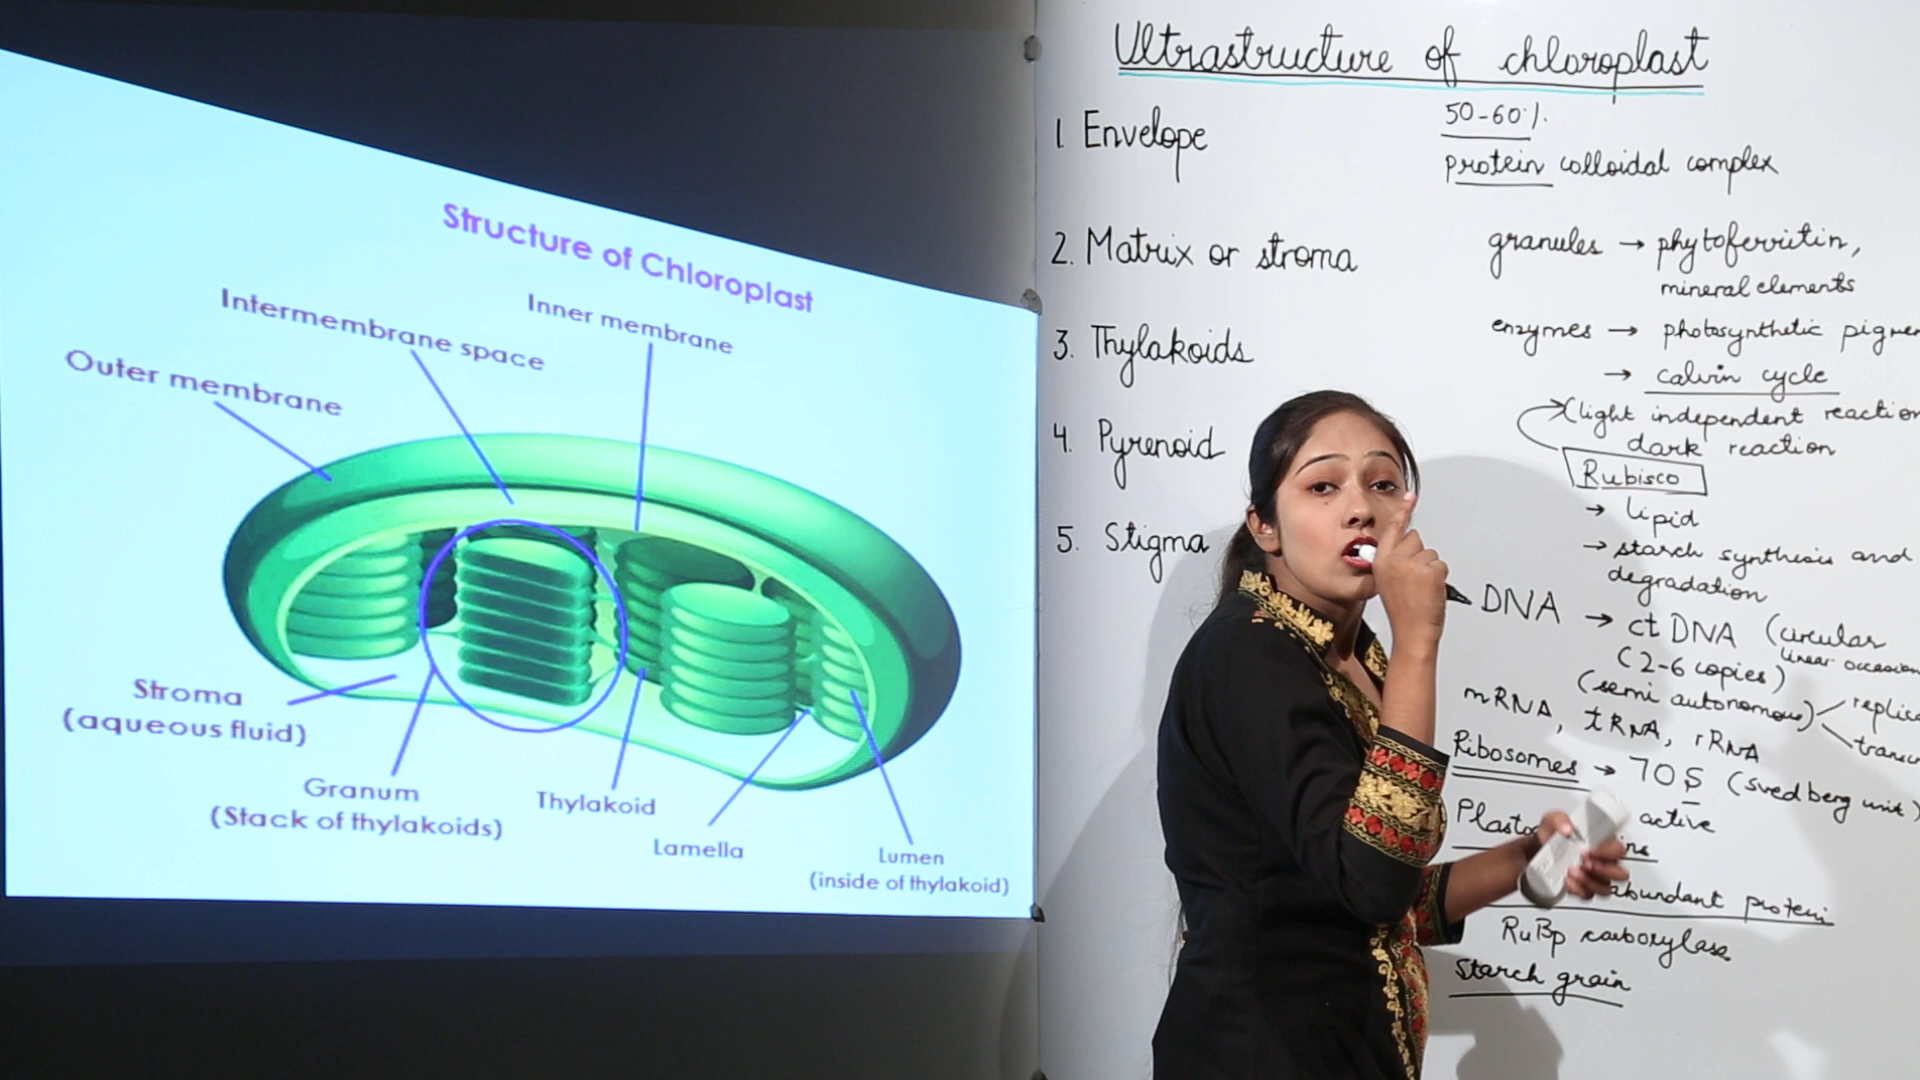 Structure of Chloroplast
Intermembrane space
Inner membrane
Outer membrane
Stroma
(aqueous fluid)
Granum
(Stack of thylakoids)
Thylakoid
Lamella
Lumen
(inside of thylakoid)
Ultrastructure of chloroplast
1. Envelope
2. Matrix or stroma
3. Thylakoids
4. Pyrenoid
5. Stigma
50-60%.
protein colloidal complex
granules → phytoferritin,
mineral elements
enzymes → photosynthetic
→ calvin cycle
(light independent reaction
dark reaction
Rubisco
→ lipid
→ starch synthesis and
degradation
DNA → ct DNA (circular
linear
(2-6 copies)
(semi autonomous)
mRNA, tRNA, rRNA
Ribosomes → 70S (svedberg unit)
active
abundant protein
RuBp carboxylase
Starch grain